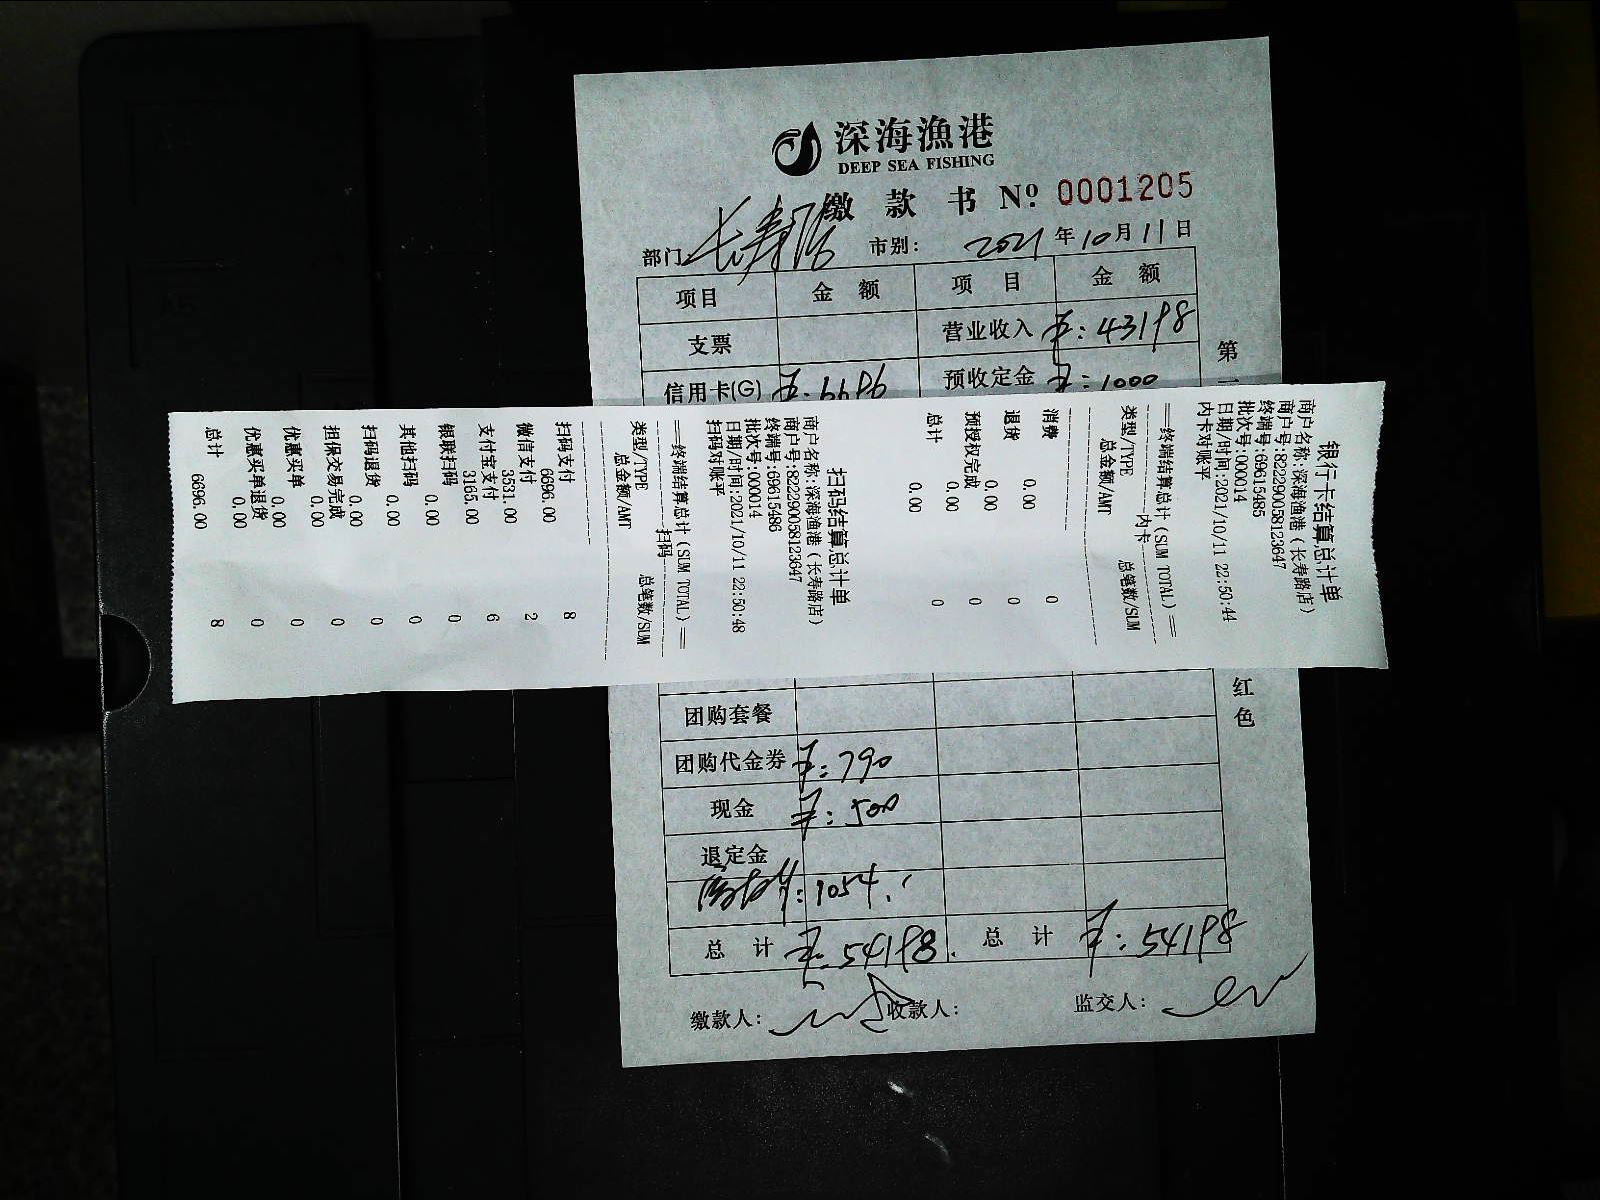 深海渔港
DEEP SEA FISHING
缴款书 Nº 0001205
部门 长寿路 市别: 2021年10月11日
项目 金额 项目 金额
支票 营业收入 43198
信用卡(G) 6696 预收定金 1000
第
银行卡结算总计单
商户名称:深海渔港(长寿路店)
商户号:822290058123647
终端号:69615485
批次号:000014
日期/时间:2021/10/11 22:50:44
内卡对账平
==终端结算总计(SUM TOTAL)==
内卡
类型/TYPE 总笔数/SUM
总金额/AMT
消费 0
0.00
退货 0
0.00
预授权完成 0
0.00
总计 0
0.00
扫码结算总计单
商户名称:深海渔港(长寿路店)
商户号:822290058123647
终端号:69615486
批次号:000014
日期/时间:2021/10/11 22:50:48
扫码对账平
==终端结算总计(SUM TOTAL)==
扫码
类型/TYPE 总笔数/SUM
总金额/AMT
扫码支付 8
6696.00
微信支付 2
3531.00
支付宝支付 6
3165.00
银联扫码 0
0.00
其他扫码 0
0.00
扫码退货 0
0.00
担保交易完成 0
0.00
优惠买单 0
0.00
优惠买单退货 0
0.00
总计 8
6696.00
红色
团购套餐
团购代金券 790
现金 500
退定金
1054
总计 54198 总计 54198
缴款人: 收款人: 监交人: